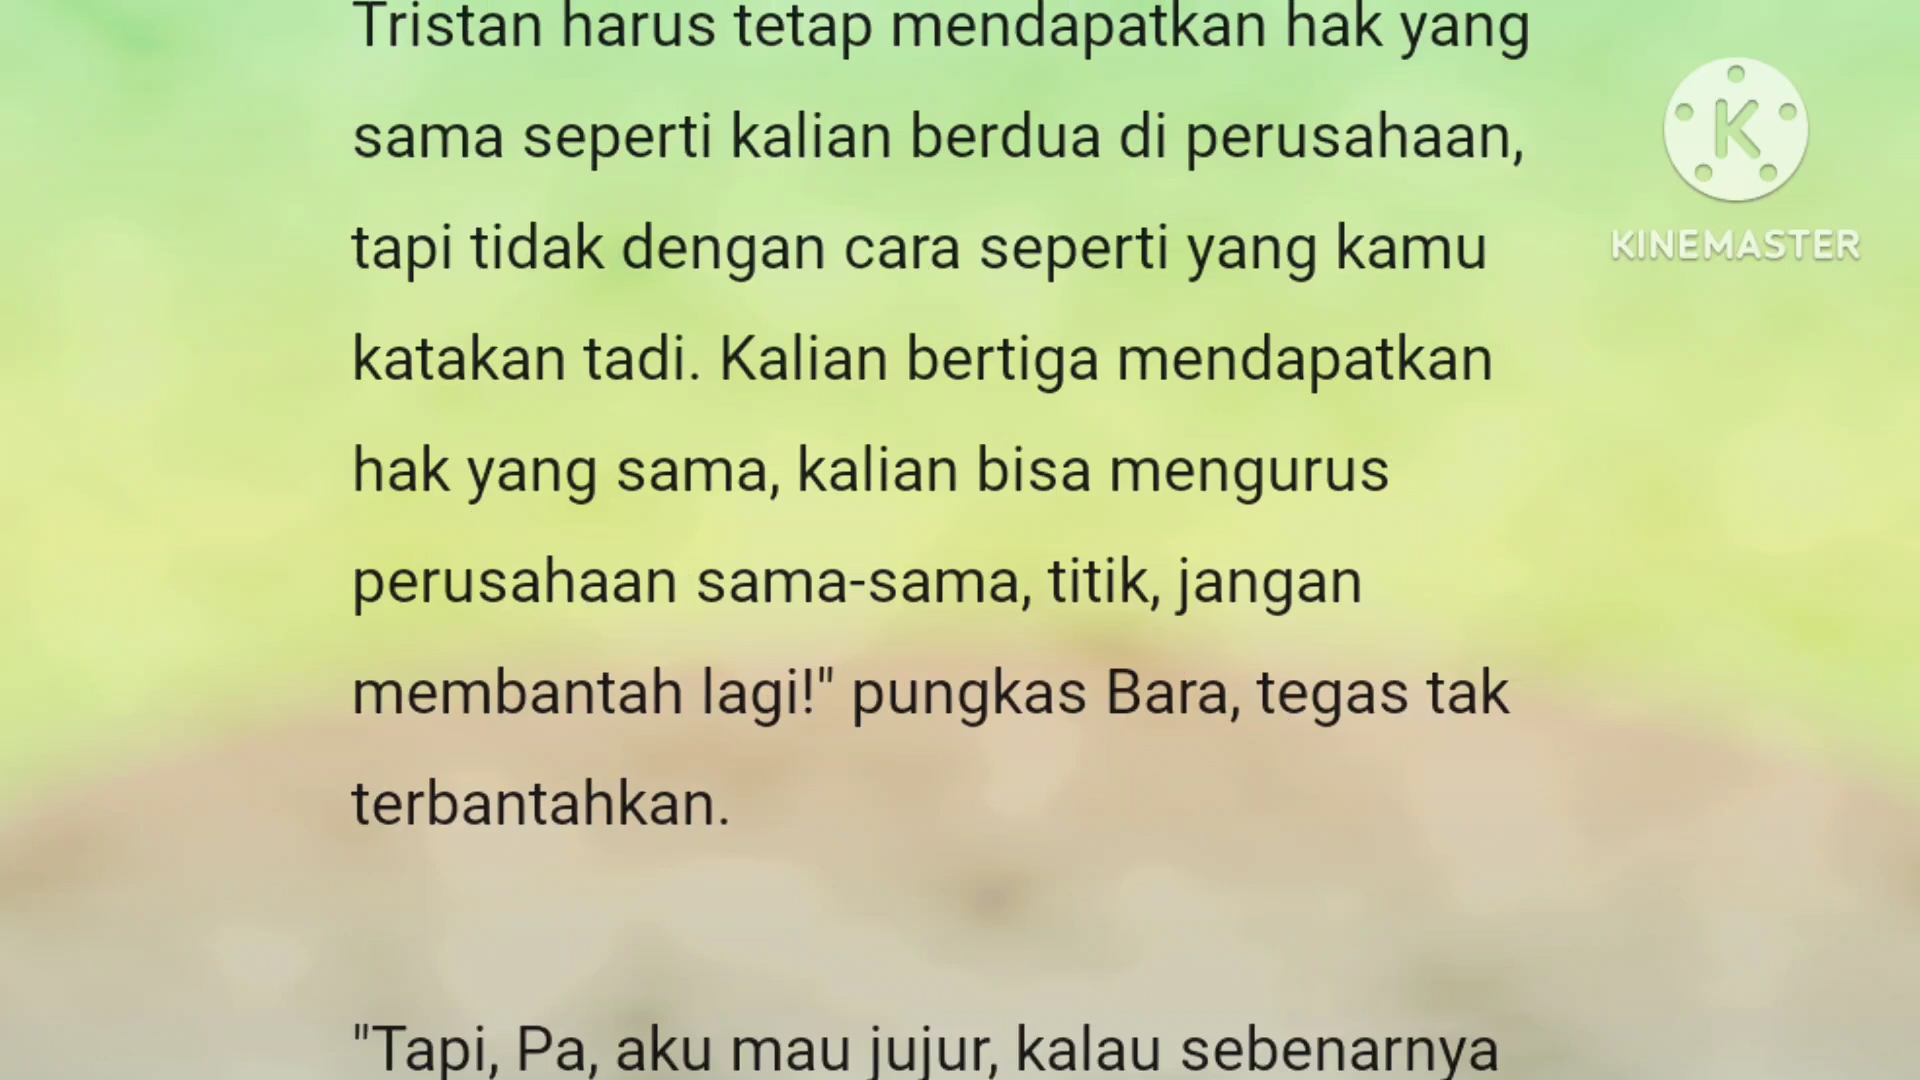 Tristan harus tetap mendapatkan hak yang
sama seperti kalian berdua di perusahaan,
tapi tidak dengan cara seperti yang kamu
katakan tadi. Kalian bertiga mendapatkan
hak yang sama, kalian bisa mengurus
perusahaan sama-sama, titik, jangan
membantah lagi!" pungkas Bara, tegas tak
terbantahkan.
"Tapi, Pa, aku mau jujur, kalau sebenarnya
K
KINEMASTER